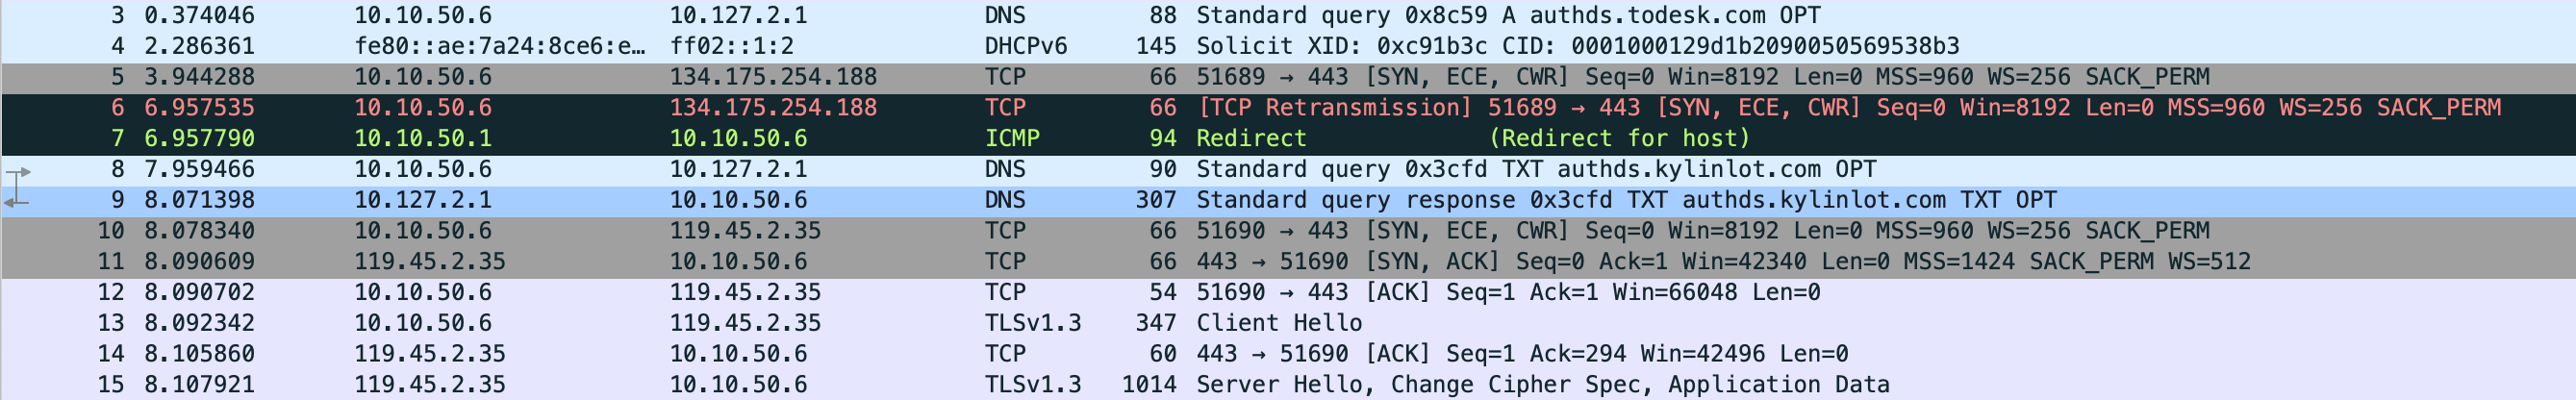 3 0.374046 10.10.50.6 10.127.2.1 DNS 88 Standard query 0x8c59 A authds.todesk.com OPT
4 2.286361 fe80::ae:7a24:8ce6:e… ff02::1:2 DHCPv6 145 Solicit XID: 0xc91b3c CID: 0001000129d1b2090050569538b3
5 3.944288 10.10.50.6 134.175.254.188 TCP 66 51689 → 443 [SYN, ECE, CWR] Seq=0 Win=8192 Len=0 MSS=960 WS=256 SACK_PERM
6 6.957535 10.10.50.6 134.175.254.188 TCP 66 [TCP Retransmission] 51689 → 443 [SYN, ECE, CWR] Seq=0 Win=8192 Len=0 MSS=960 WS=256 SACK_PERM
7 6.957790 10.10.50.1 10.10.50.6 ICMP 94 Redirect (Redirect for host)
8 7.959466 10.10.50.6 10.127.2.1 DNS 90 Standard query 0x3cfd TXT authds.kylinlot.com OPT
9 8.071398 10.127.2.1 10.10.50.6 DNS 307 Standard query response 0x3cfd TXT authds.kylinlot.com TXT OPT
10 8.078340 10.10.50.6 119.45.2.35 TCP 66 51690 → 443 [SYN, ECE, CWR] Seq=0 Win=8192 Len=0 MSS=960 WS=256 SACK_PERM
11 8.090609 119.45.2.35 10.10.50.6 TCP 66 443 → 51690 [SYN, ACK] Seq=0 Ack=1 Win=42340 Len=0 MSS=1424 SACK_PERM WS=512
12 8.090702 10.10.50.6 119.45.2.35 TCP 54 51690 → 443 [ACK] Seq=1 Ack=1 Win=66048 Len=0
13 8.092342 10.10.50.6 119.45.2.35 TLSv1.3 347 Client Hello
14 8.105860 119.45.2.35 10.10.50.6 TCP 60 443 → 51690 [ACK] Seq=1 Ack=294 Win=42496 Len=0
15 8.107921 119.45.2.35 10.10.50.6 TLSv1.3 1014 Server Hello, Change Cipher Spec, Application Data